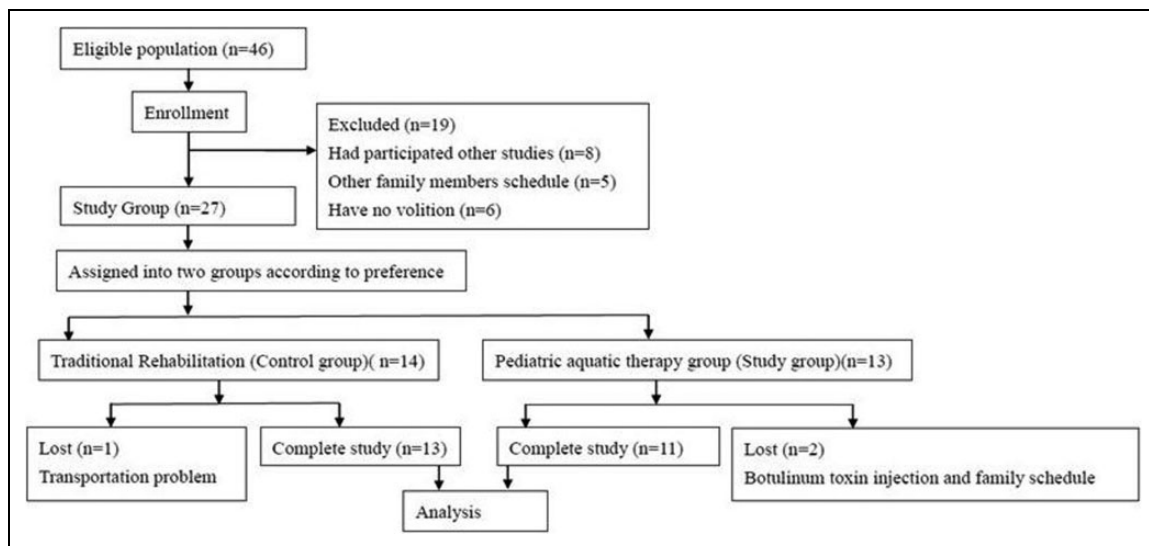 Eligible population (n=46)
Enrollment
Excluded (n=19)
Had participated other studies (n=8)
Other family members schedule (n=5)
Have no volition (n=6)
Study Group (n=27)
Assigned into two groups according to preference
Traditional Rehabilitation (Control group)( n=14)
Pediatric aquatic therapy group (Study group)(n=13)
Lost (n=1)
Transportation problem
Complete study (n=13)
Complete study (n=11)
Lost (n=2)
Botulinum toxin injection and family schedule
Analysis